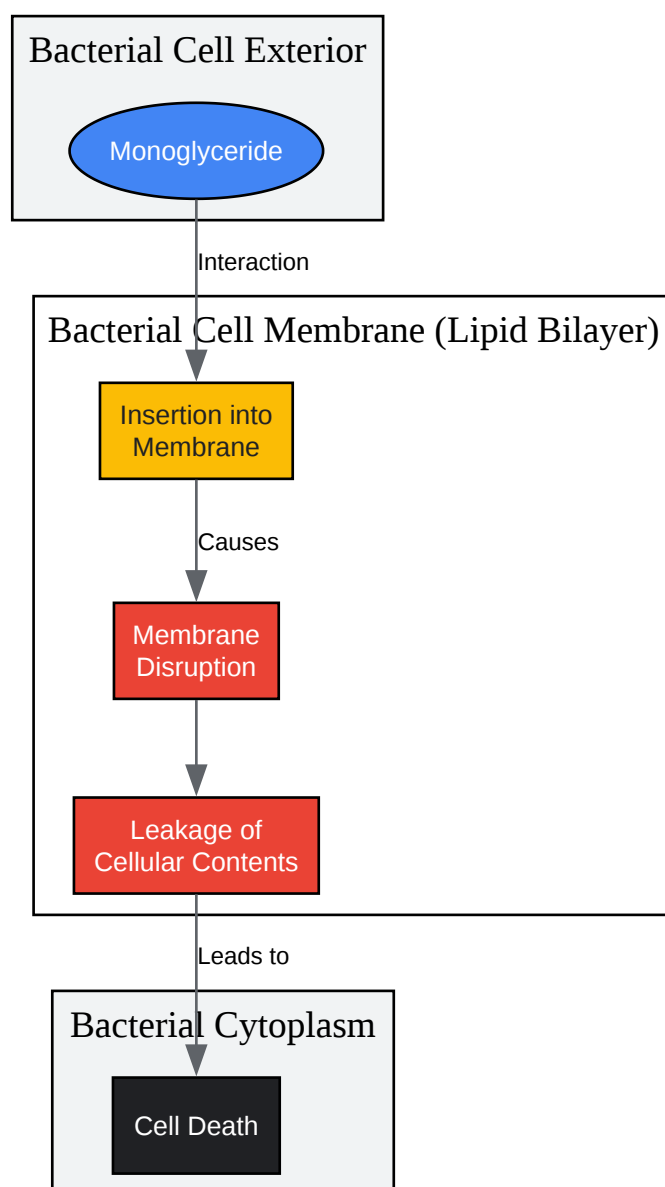 Bacterial Cell Exterior
Monoglyceride
Interaction
Bacterial Cell Membrane (Lipid Bilayer)
Insertion into
Membrane
Causes
Membrane
Disruption
Leakage of
Cellular Contents
Leads to
Bacterial Cytoplasm
Cell Death